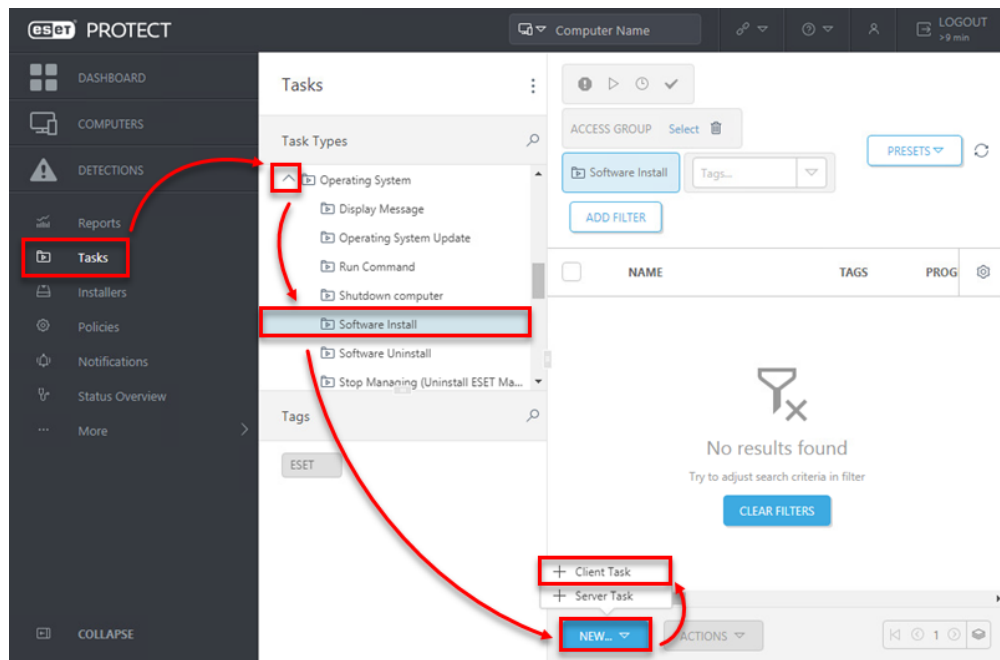 eseT PROTECT
Computer Name
LOGOUT
>9 min
DASHBOARD
COMPUTERS
DETECTIONS
Reports
Tasks
Installers
Policies
Notifications
Status Overview
More
COLLAPSE
Tasks
Task Types
Operating System
Display Message
Operating System Update
Run Command
Shutdown computer
Software Install
Software Uninstall
Stop Managing (Uninstall ESET Ma...
Tags
ESET
ACCESS GROUP Select
Software Install Tags...
PRESETS
ADD FILTER
NAME TAGS PROG
No results found
Try to adjust search criteria in filter
CLEAR FILTERS
Client Task
Server Task
NEW... ACTIONS
1